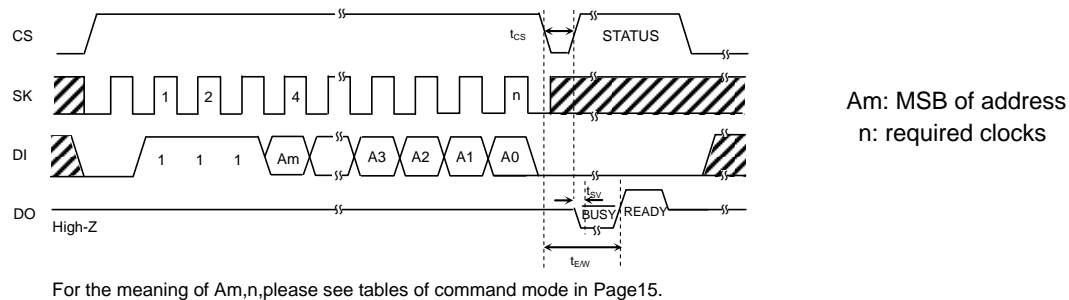 CS
tCS
STATUS
SK
1
2
4
n
DI
1
1
1
Am
A3
A2
A1
A0
tSV
DO
BUSY
READY
High-Z
tE/W
Am: MSB of address
n: required clocks
For the meaning of Am,n,please see tables of command mode in Page15.